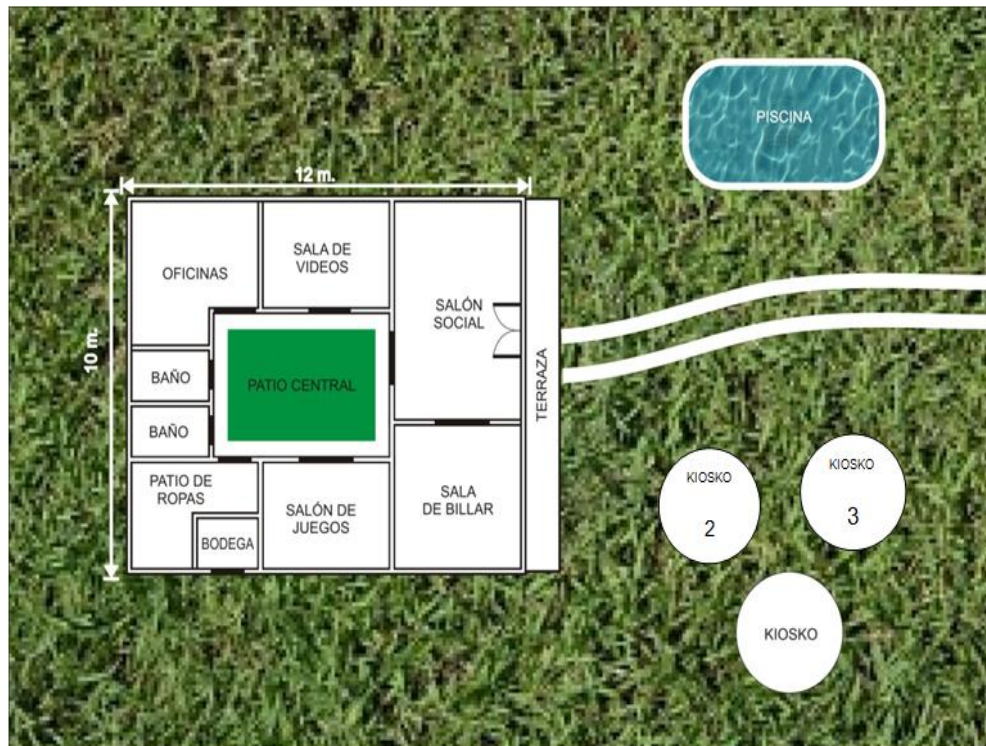 PISCINA
12 m.
10 m.
OFICINAS
SALA DE
VIDEOS
SALÓN
SOCIAL
BAÑO
PATIO CENTRAL
TERRAZA
BAÑO
PATIO DE
ROPAS
SALÓN DE
JUEGOS
SALA
DE BILLAR
BODEGA
KIOSKO
2
KIOSKO
3
KIOSKO